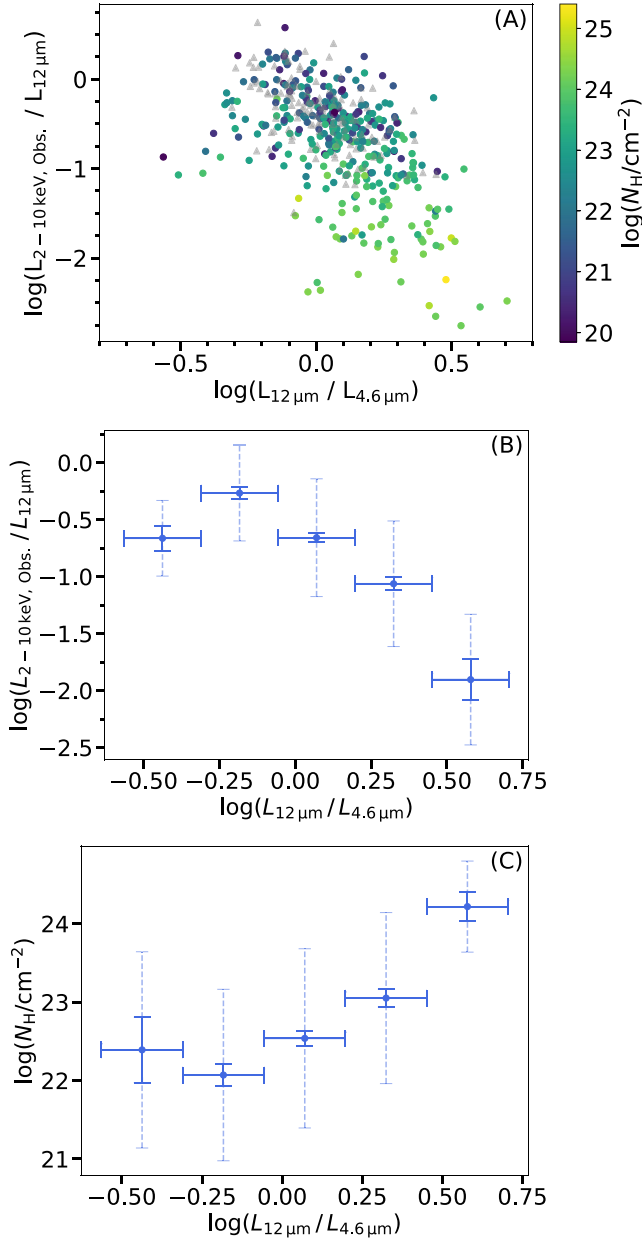 (A)
log(L2−10 keV, Obs. / L12 μm)
0
−1
−2
−0.5 0.0 0.5
log(L12 μm / L4.6 μm)
25
24
23
22
21
20
log(NH/cm−2)
(B)
log(L2−10 keV, Obs. /L12 μm)
0.0
−0.5
−1.0
−1.5
−2.0
−2.5
−0.50 −0.25 0.00 0.25 0.50 0.75
log(L12 μm/L4.6 μm)
(C)
log(NH/cm−2)
24
23
22
21
−0.50 −0.25 0.00 0.25 0.50 0.75
log(L12 μm/L4.6 μm)